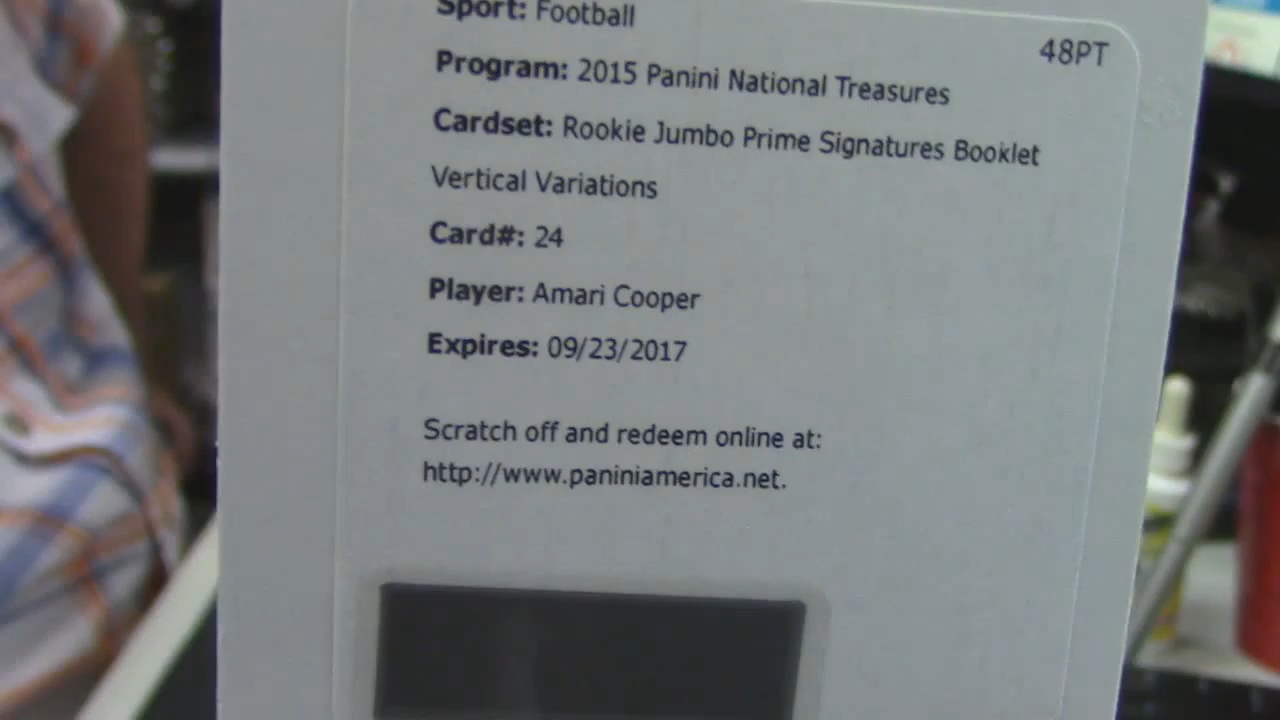 Sport: Football
48PT
Program: 2015 Panini National Treasures
Cardset: Rookie Jumbo Prime Signatures Booklet
Vertical Variations
Card#: 24
Player: Amari Cooper
Expires: 09/23/2017
Scratch off and redeem online at:
http://www.paniniamerica.net.